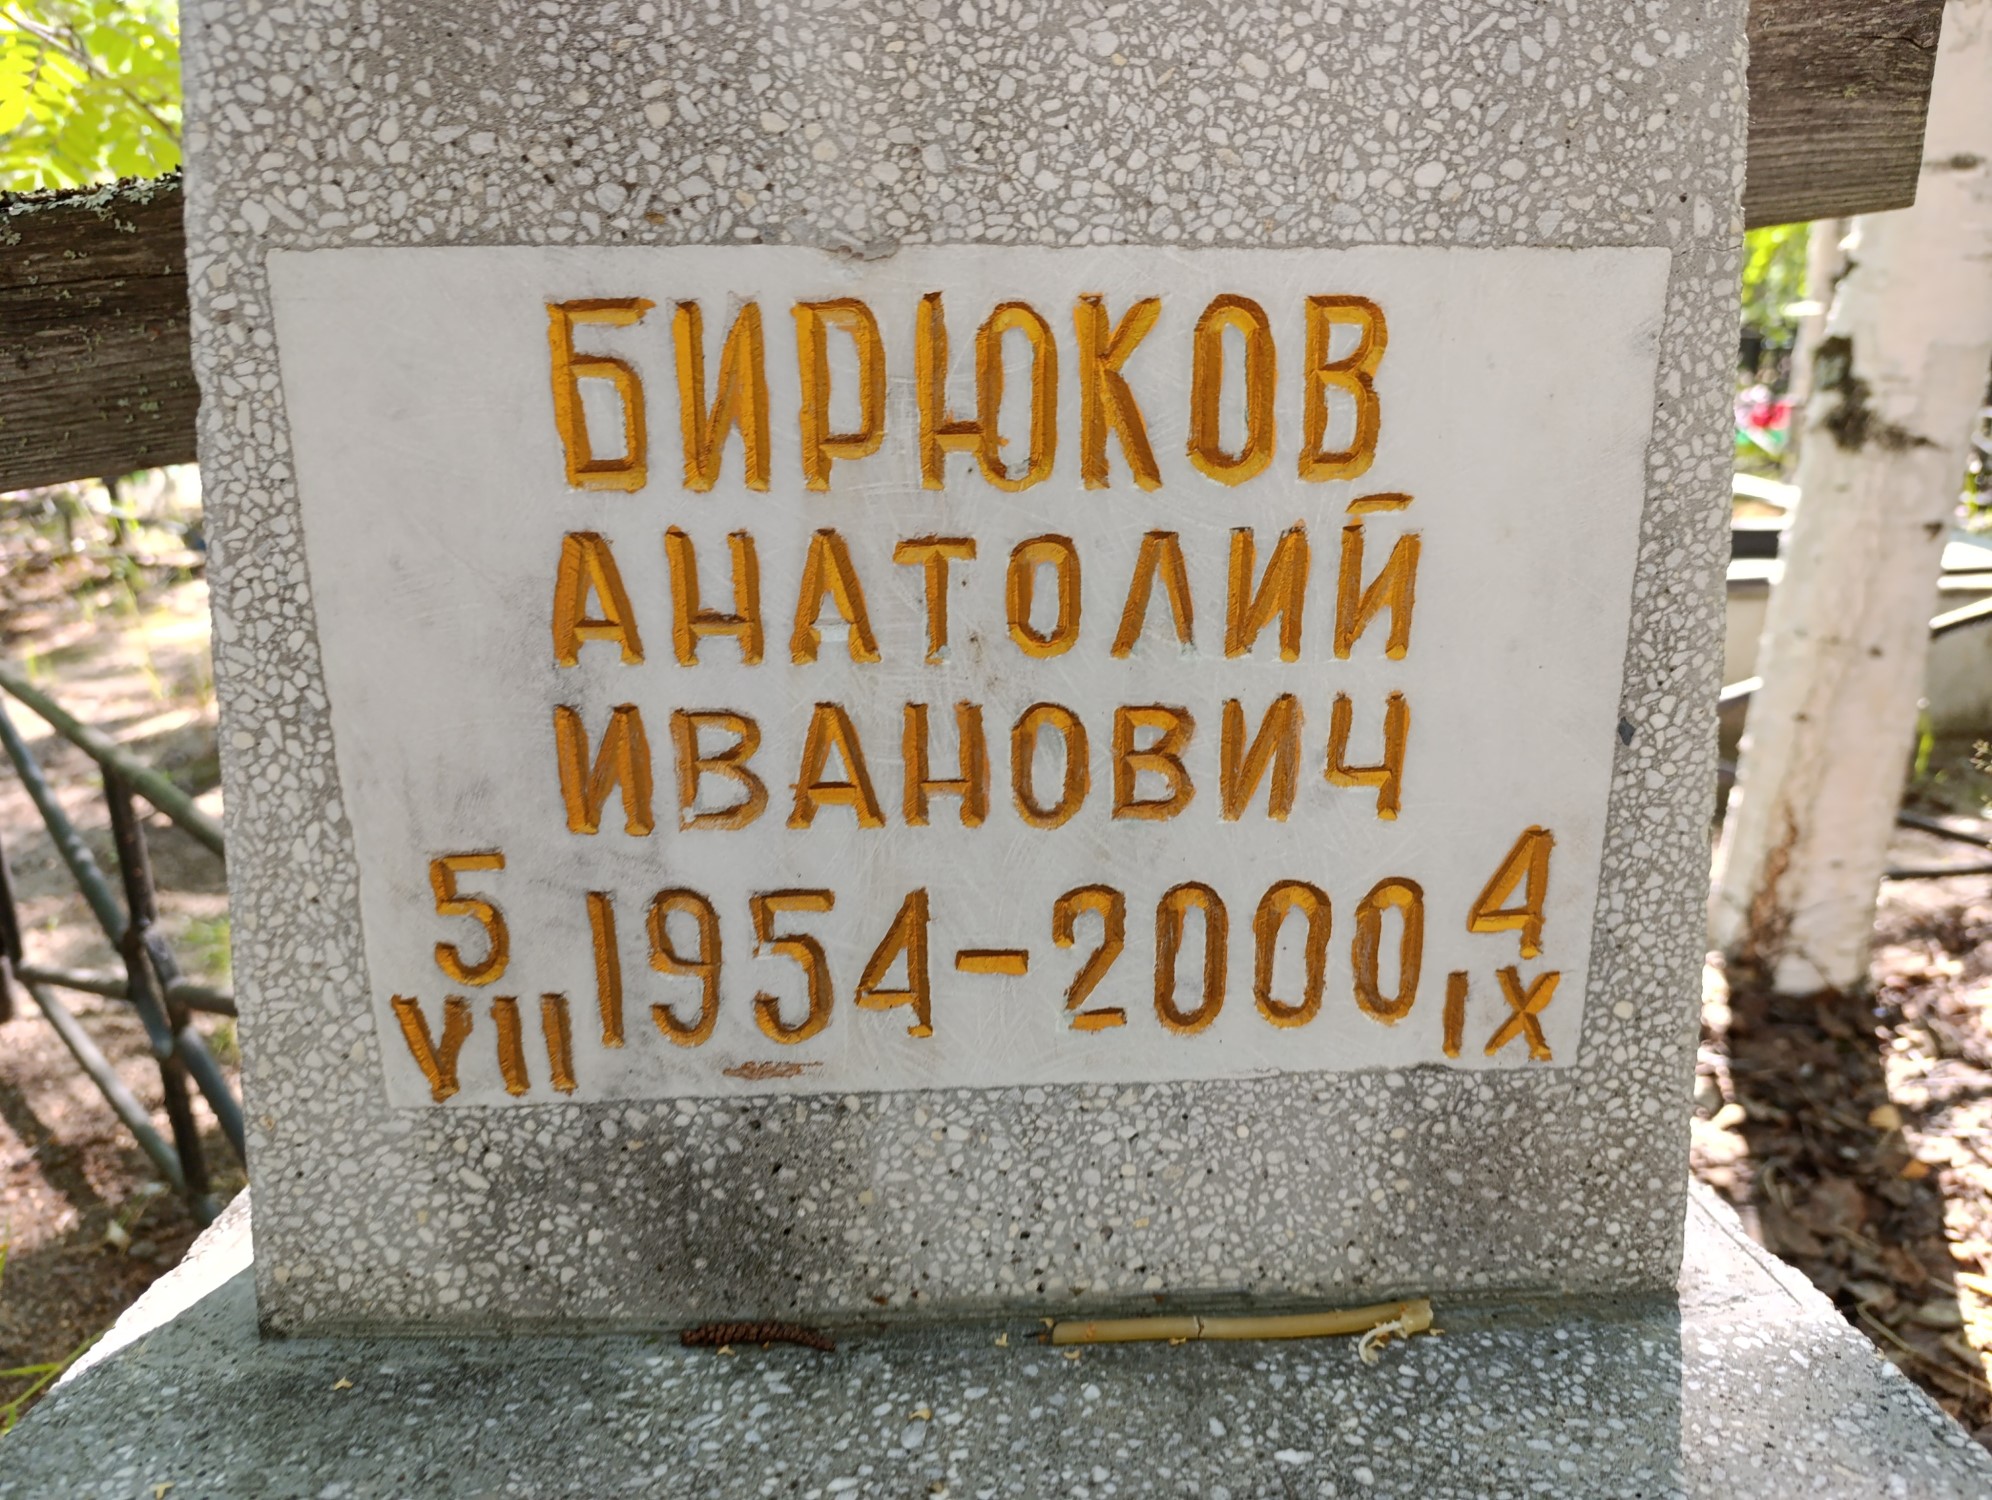 БИРЮКОВ
АНАТОЛИЙ
ИВАНОВИЧ
5 VII 1954-2000 4 IX